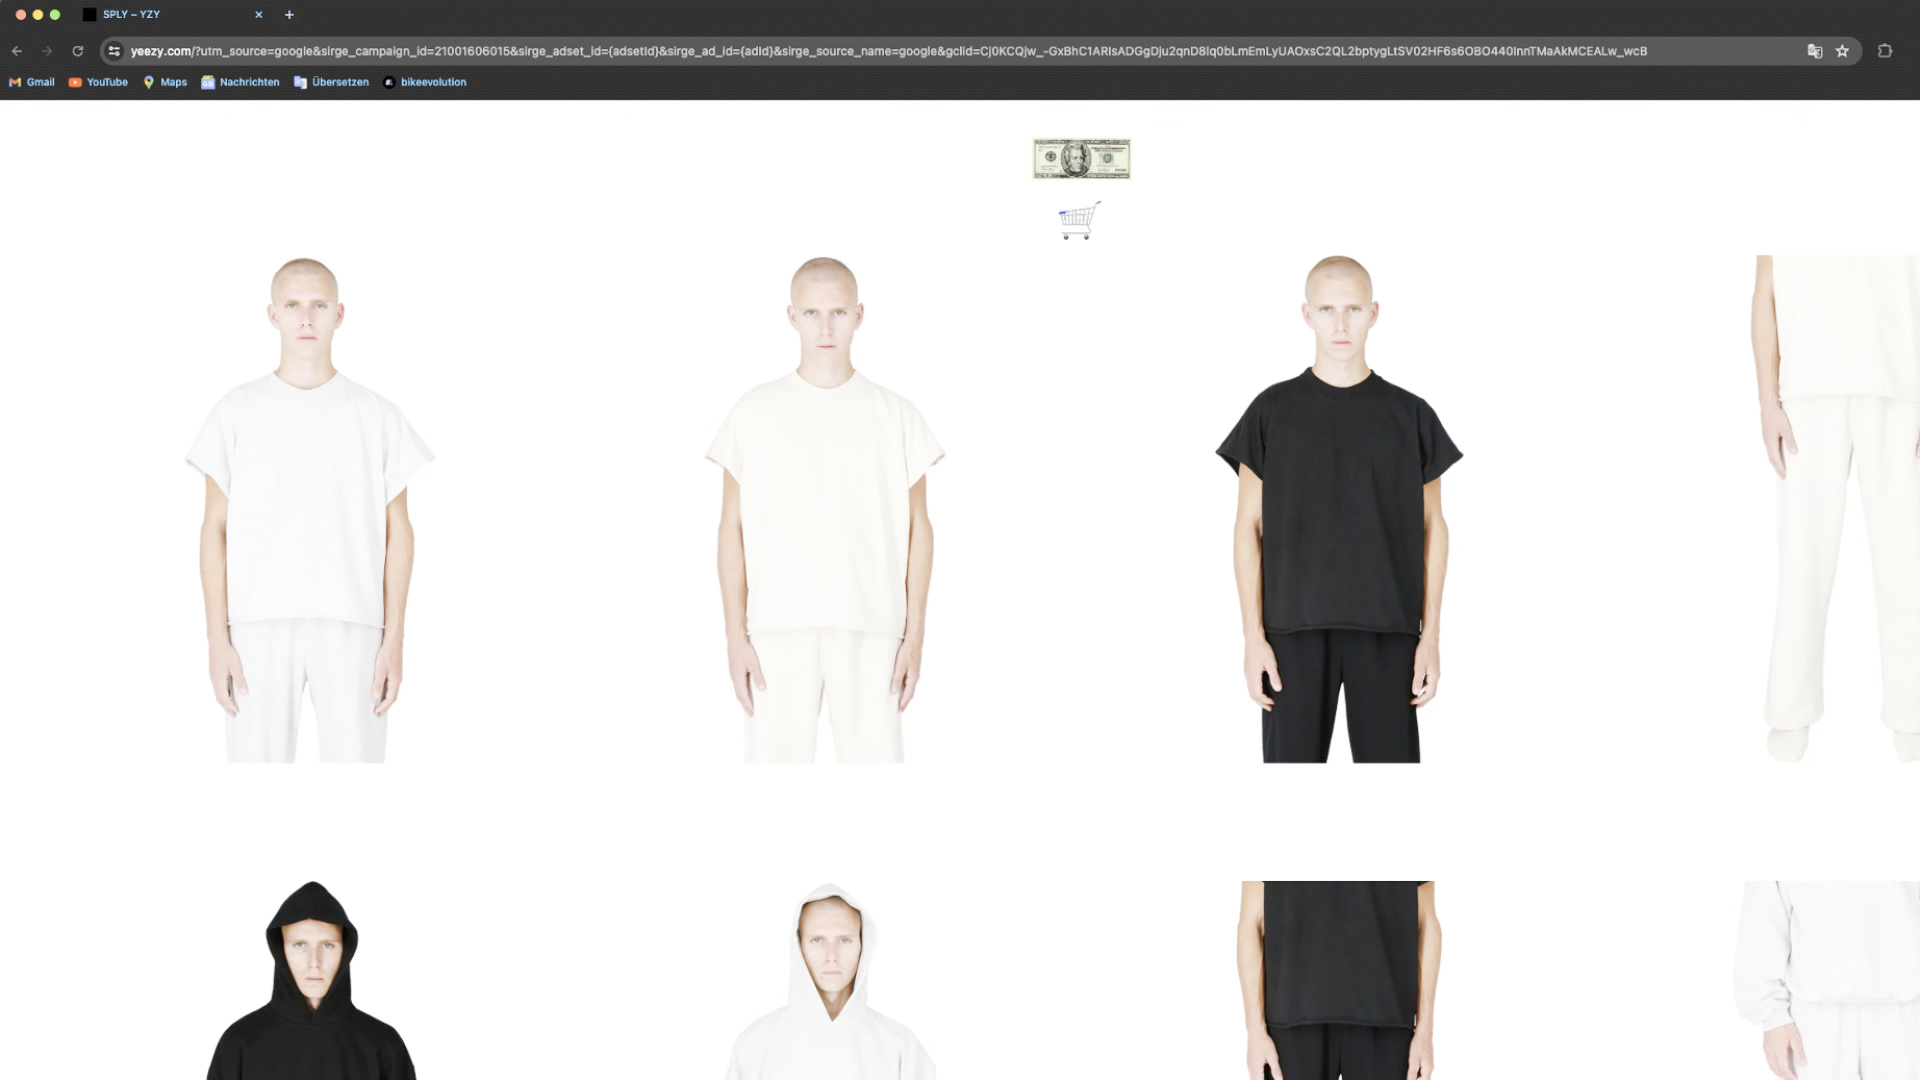 SPLY – YZY
yeezy.com/?utm_source=google&sirge_campaign_id=21001606015&sirge_adset_id={adsetId}&sirge_ad_id={adId}&sirge_source_name=google&gclid=Cj0KCQjw_-GxBhC1ARIsADGgDju2qnD8Iq0bLmEmLyUAOxsC2QL2bptygLtSV02HF6s6OBO440InnTMaAkMCEALw_wcB
Gmail YouTube Maps Nachrichten Übersetzen bikeevolution